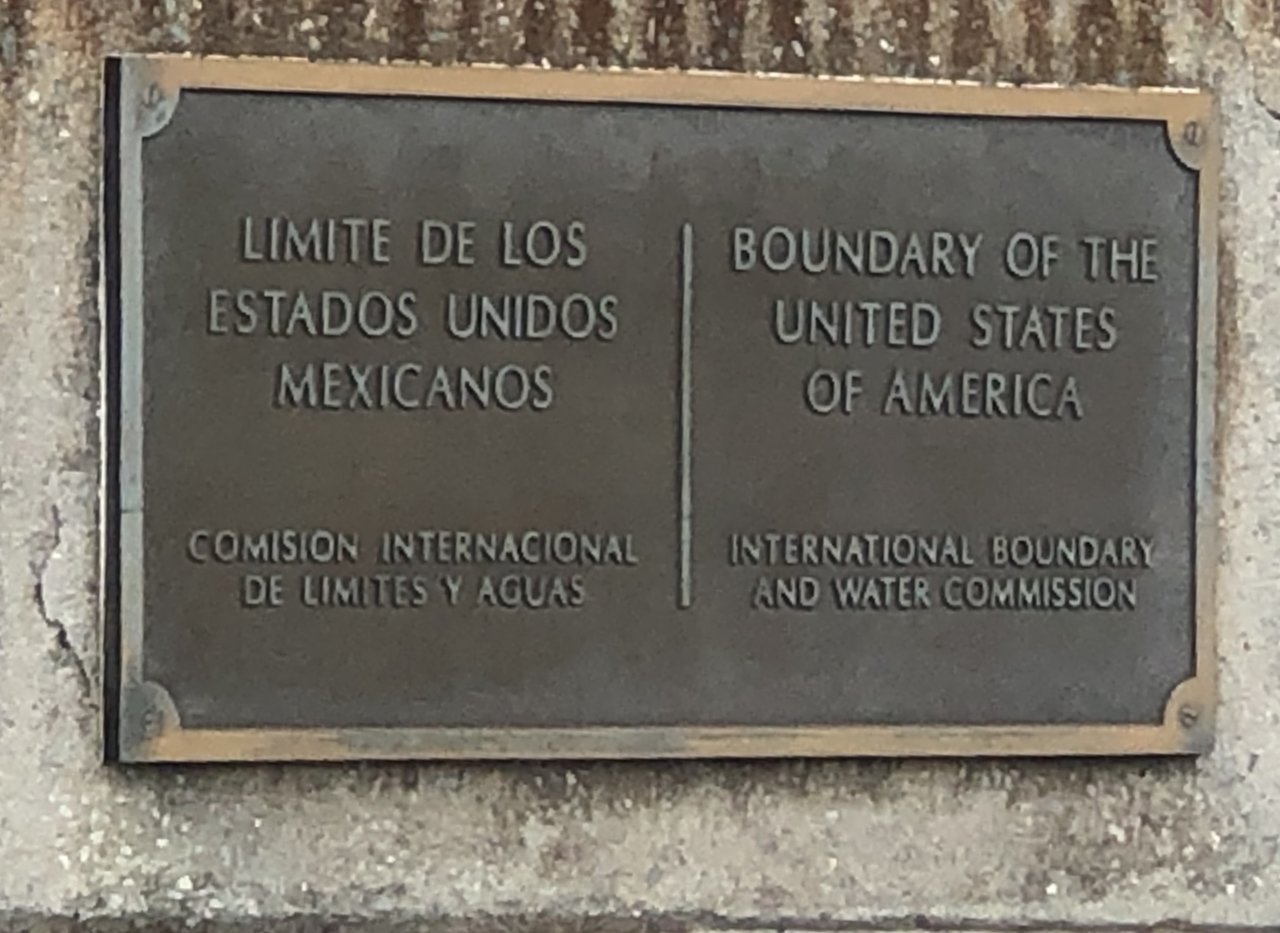 LIMITE DE LOS
ESTADOS UNIDOS
MEXICANOS
COMISION INTERNACIONAL
DE LIMITES Y AGUAS
BOUNDARY OF THE
UNITED STATES
OF AMERICA
INTERNATIONAL BOUNDARY
AND WATER COMMISSION